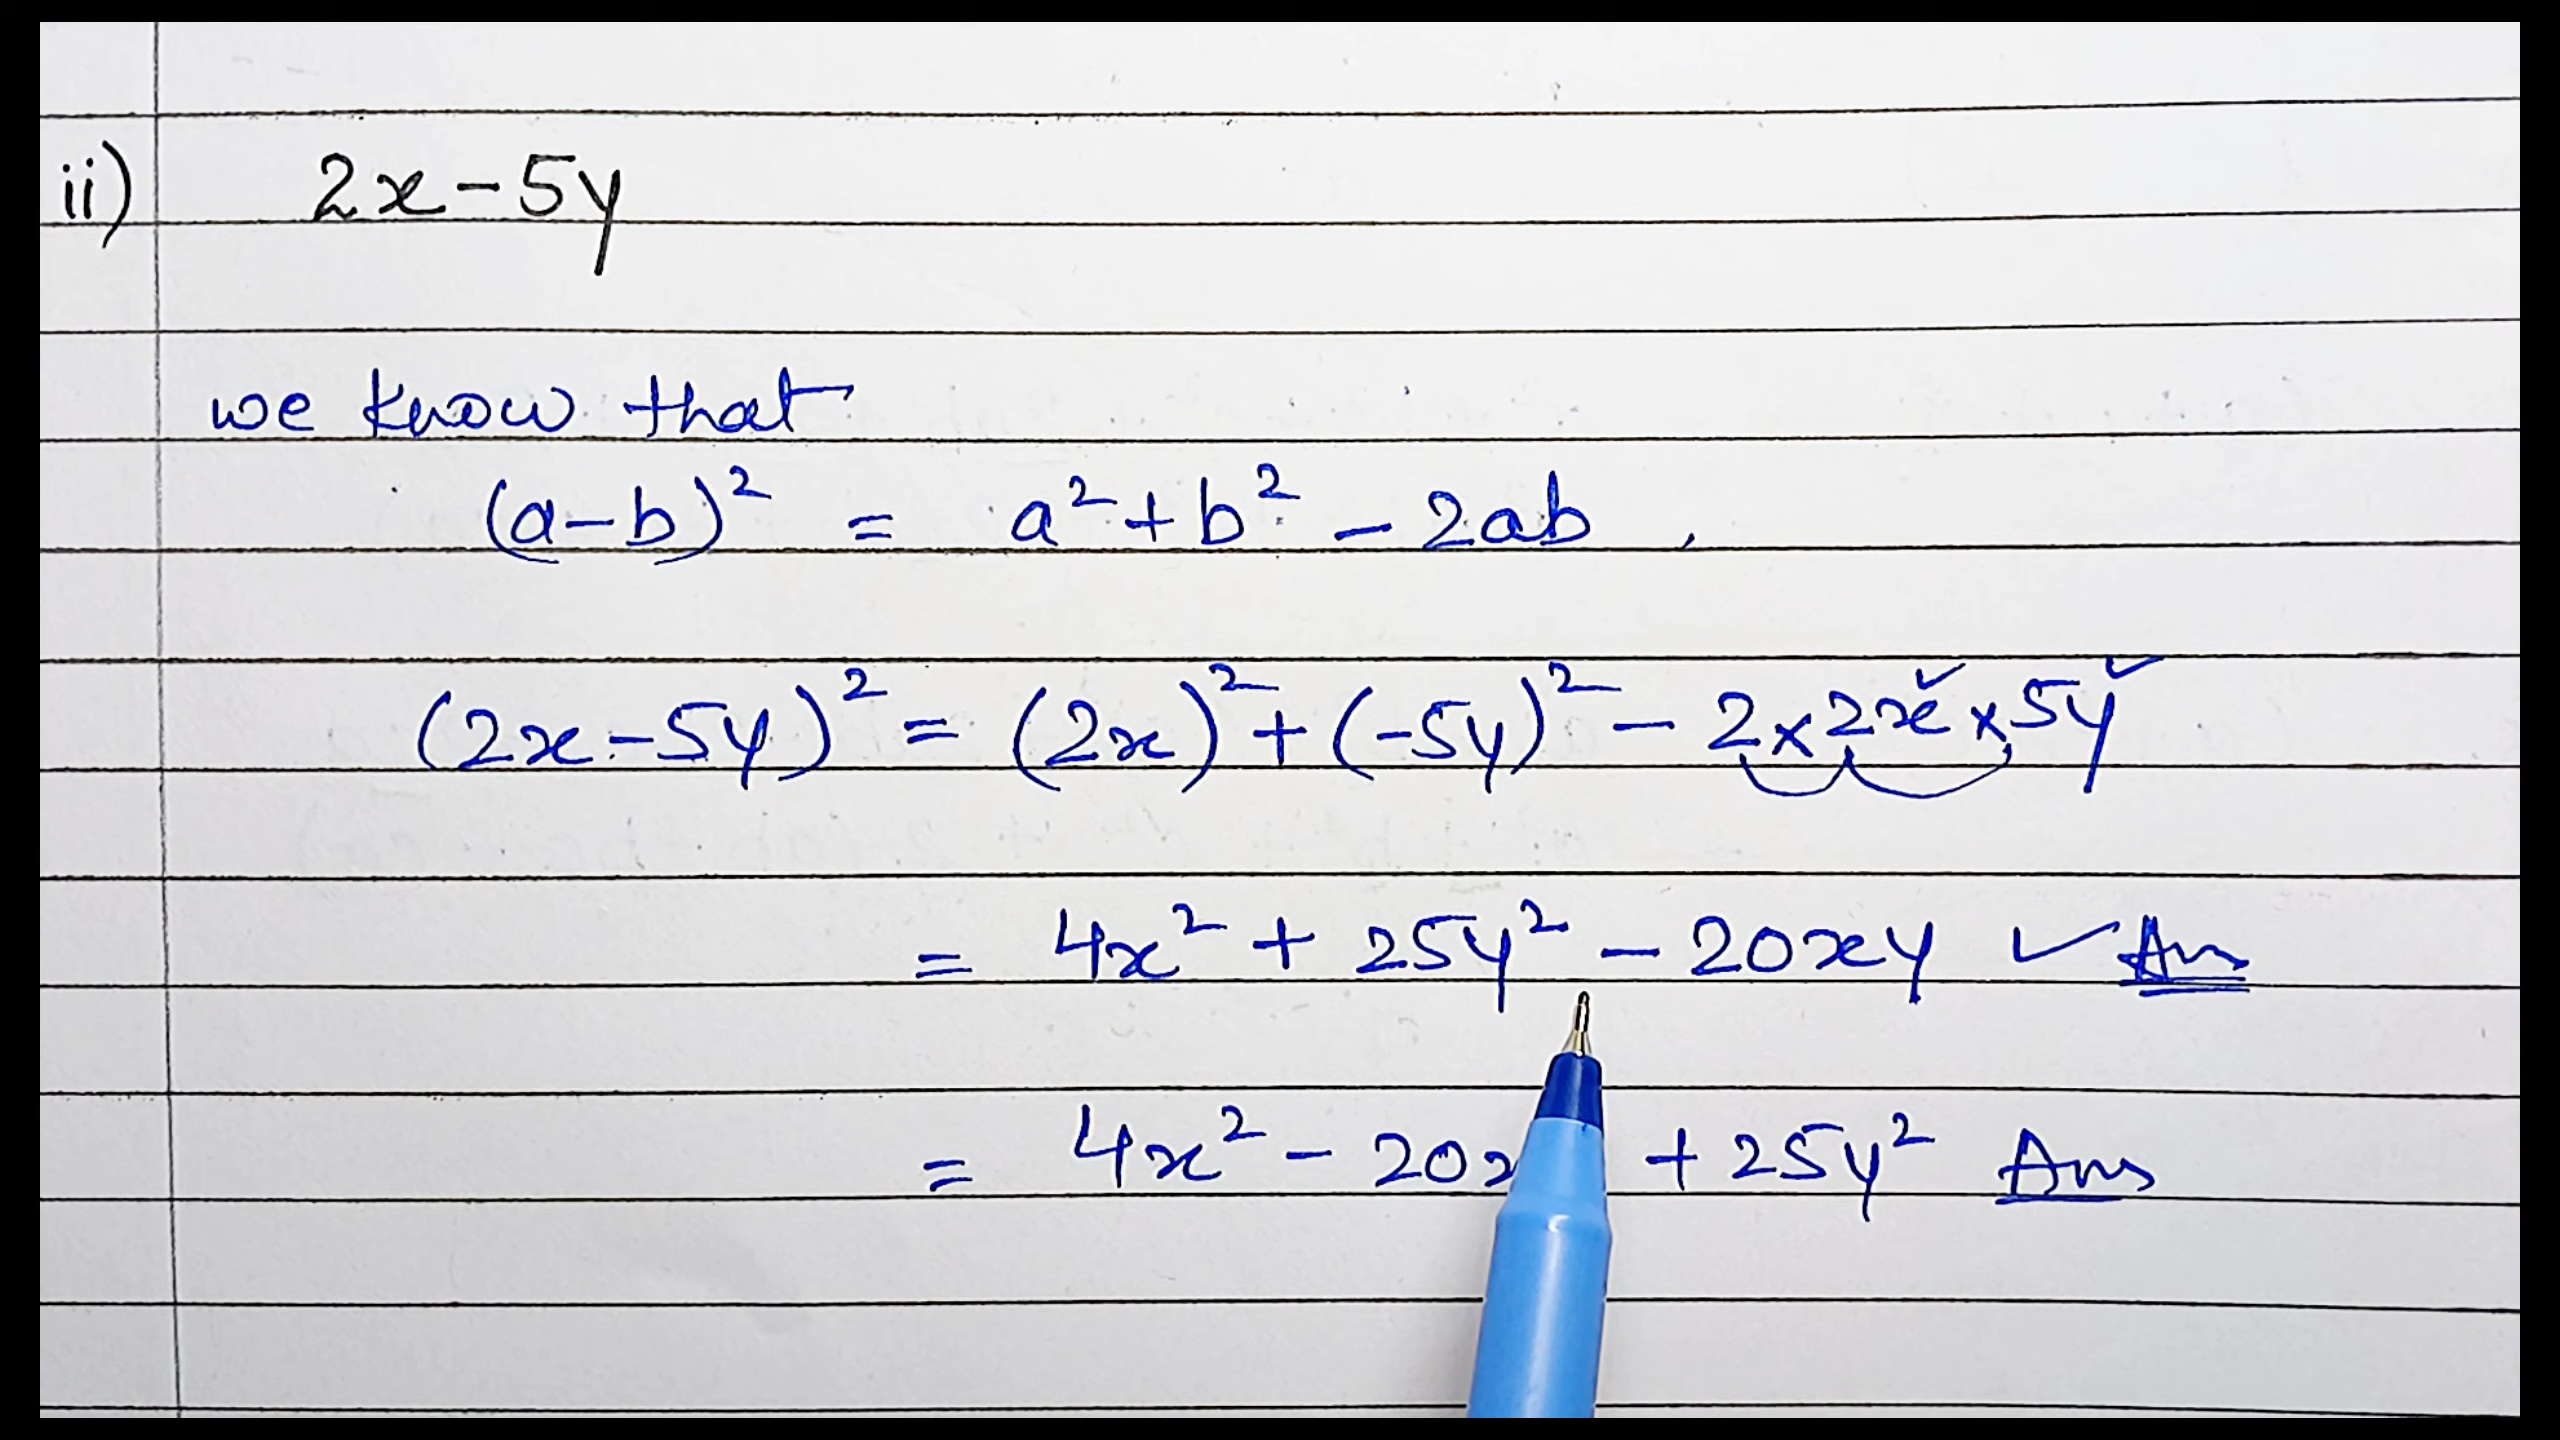 ii) 2x-5y
we know that
(a-b)² = a²+b² - 2ab,
(2x-5y)² = (2x)²+(-5y)² - 2×2x×5y
= 4x² + 25y² - 20xy ✓ Ans
= 4x² - 20x + 25y² Ans